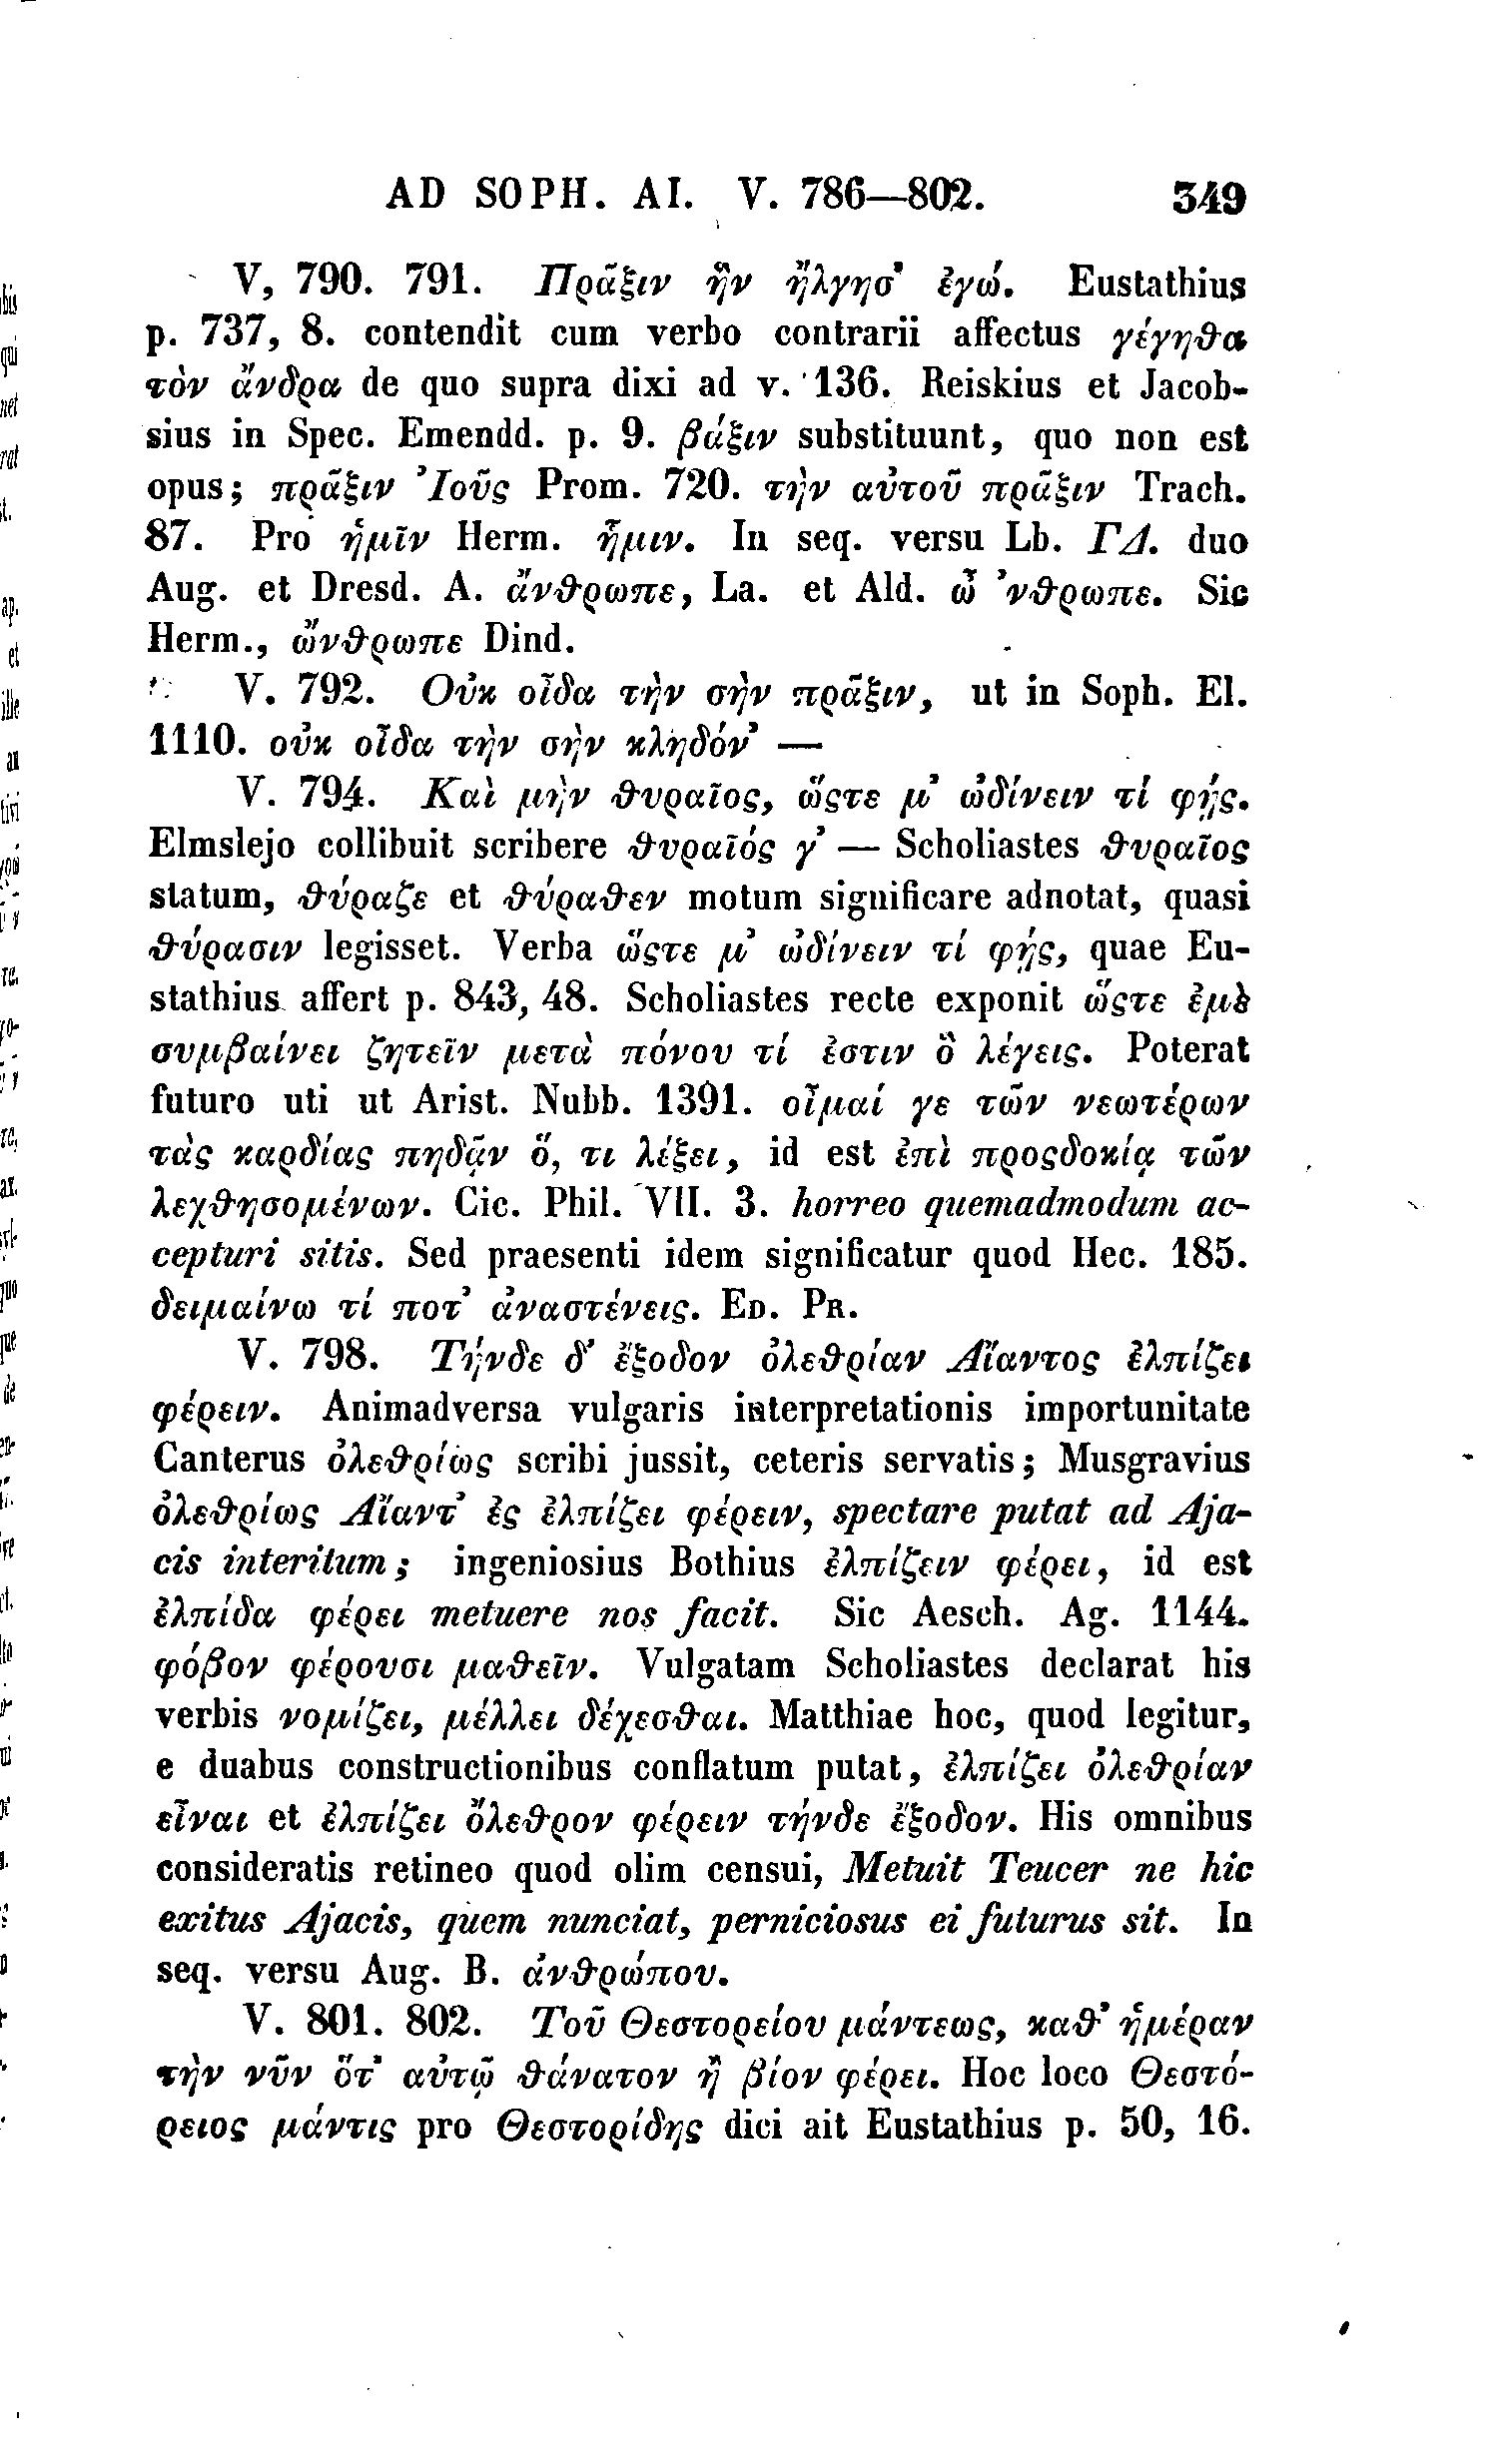 AD SOPH. AI. V. 786—802. 349
V, 790. 791. Πρᾶξιν ἣν ἤλγησ᾽ ἐγώ. Eustathius
p. 737, 8. contendit cum verbo contrarii affectus γέγηθα
τὸν ἄνδρα de quo supra dixi ad v. 136. Reiskius et Jacob-
sius in Spec. Emendd. p. 9. βάξιν substituunt, quo non est
opus; πρᾶξιν Ἰοῦς Prom. 720. τὴν αὐτοῦ πρᾶξιν Trach.
87. Pro ἡμῖν Herm. ἧμιν. In seq. versu Lb. ΓΔ. duo
Aug. et Dresd. A. ἄνθρωπε, La. et Ald. ὦ ᾽νθρωπε. Sic
Herm., ὤνθρωπε Dind.
V. 792. Οὐκ οἶδα τὴν σὴν πρᾶξιν, ut in Soph. El.
1110. οὐκ οἶδα τὴν σὴν κληδόν᾽ —
V. 794. Καὶ μὴν θυραῖος, ὥςτε μ᾽ ὠδίνειν τί φῄς.
Elmslejo collibuit scribere θυραῖός γ᾽ — Scholiastes θυραῖος
statum, θύραζε et θύραθεν motum significare adnotat, quasi
θύρασιν legisset. Verba ὥςτε μ᾽ ὠδίνειν τί φῄς, quae Eu-
stathius affert p. 843, 48. Scholiastes recte exponit ὥςτε ἐμὲ
συμβαίνει ζητεῖν μετὰ πόνου τί ἐστιν ὃ λέγεις. Poterat
futuro uti ut Arist. Nubb. 1391. οἶμαί γε τῶν νεωτέρων
τὰς καρδίας πηδᾷν ὅ, τι λέξει, id est ἐπὶ προςδοκίᾳ τῶν
λεχθησομένων. Cic. Phil. VII. 3. horreo quemadmodum ac-
cepturi sitis. Sed praesenti idem significatur quod Hec. 185.
δειμαίνω τί ποτ᾽ ἀναστένεις. ED. PR.
V. 798. Τήνδε δ᾽ ἔξοδον ὀλεθρίαν Αἴαντος ἐλπίζει
φέρειν. Animadversa vulgaris interpretationis importunitate
Canterus ὀλεθρίως scribi jussit, ceteris servatis; Musgravius
ὀλεθρίως Αἴαντ᾽ ἐς ἐλπίζει φέρειν, spectare putat ad Aja-
cis interitum; ingeniosius Bothius ἐλπίζειν φέρει, id est
ἐλπίδα φέρει metuere nos facit. Sic Aesch. Ag. 1144.
φόβον φέρουσι μαθεῖν. Vulgatam Scholiastes declarat his
verbis νομίζει, μέλλει δέχεσθαι. Matthiae hoc, quod legitur,
e duabus constructionibus conflatum putat, ἐλπίζει ὀλεθρίαν
εἶναι et ἐλπίζει ὄλεθρον φέρειν τήνδε ἔξοδον. His omnibus
consideratis retineo quod olim censui, Metuit Teucer ne hic
exitus Ajacis, quem nunciat, perniciosus ei futurus sit. In
seq. versu Aug. B. ἀνθρώπου.
V. 801. 802. Τοῦ Θεστορείου μάντεως, καθ᾽ ἡμέραν
τὴν νῦν ὅτ᾽ αὐτῷ θάνατον ἢ βίον φέρει. Hoc loco Θεστό-
ρειος μάντις pro Θεστορίδης dici ait Eustathius p. 50, 16.